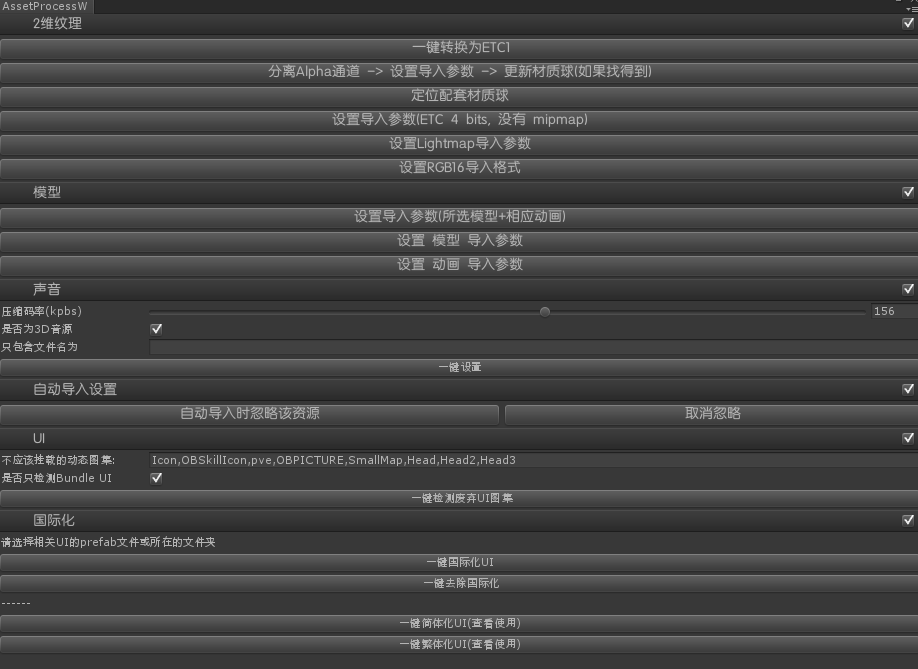 AssetProcessW
2维纹理
一键转换为ETC1
分离Alpha通道 -> 设置导入参数 -> 更新材质球(如果找得到)
定位配套材质球
设置导入参数(ETC 4 bits, 没有 mipmap)
设置Lightmap导入参数
设置RGB16导入格式
模型
设置导入参数(所选模型+相应动画)
设置 模型 导入参数
设置 动画 导入参数
声音
压缩码率(kpbs) 156
是否为3D音源
只包含文件名为
一键设置
自动导入设置
自动导入时忽略该资源 取消忽略
UI
不应该挂载的动态图集: Icon,OBSkillIcon,pve,OBPICTURE,SmallMap,Head,Head2,Head3
是否只检测Bundle UI
一键检测废弃UI图集
国际化
请选择相关UI的prefab文件或所在的文件夹
一键国际化UI
一键去除国际化
------
一键简体化UI(查看使用)
一键繁体化UI(查看使用)